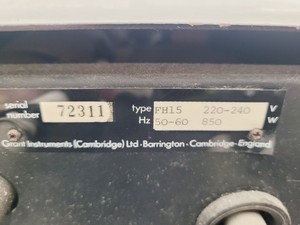 serial number 72311 type FH15 220-240 V
Hz 50-60 850 W
Grant Instruments (Cambridge) Ltd · Barrington · Cambridge · England